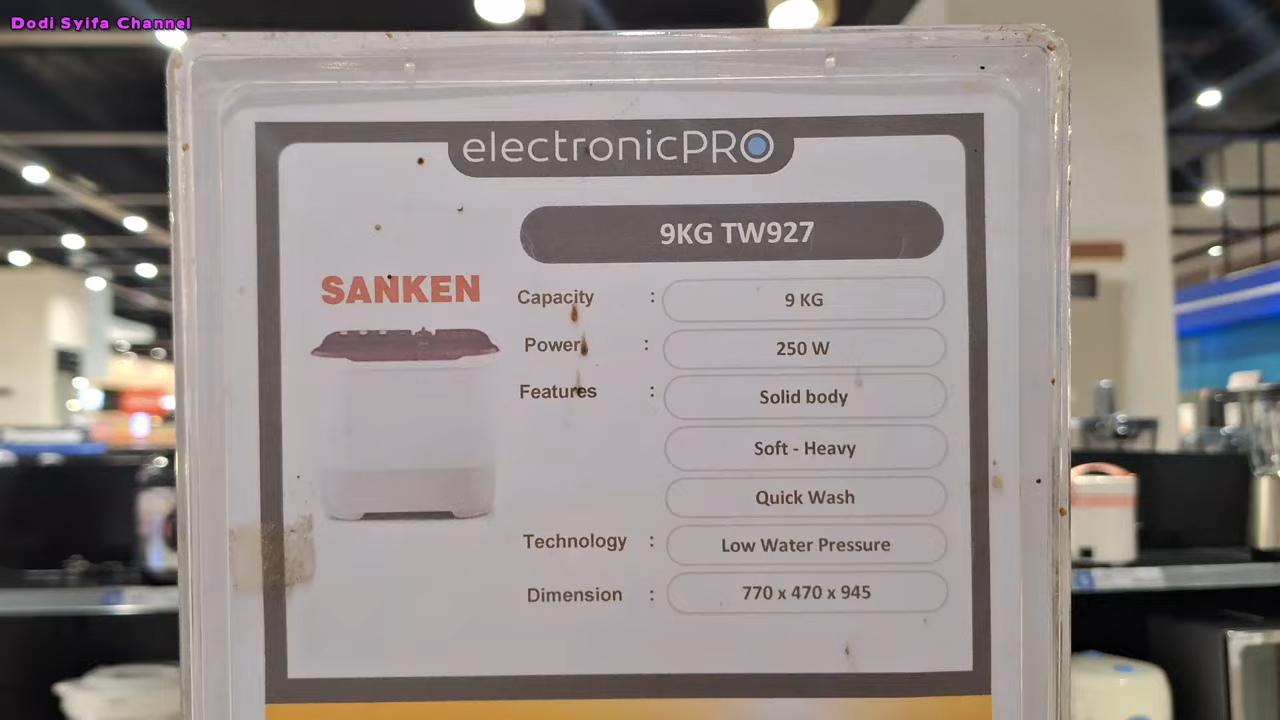 Dodi Syifa Channel
electronicPRO
9KG TW927
SANKEN
Capacity : 9 KG
Power : 250 W
Features : Solid body
Soft - Heavy
Quick Wash
Technology : Low Water Pressure
Dimension : 770 x 470 x 945